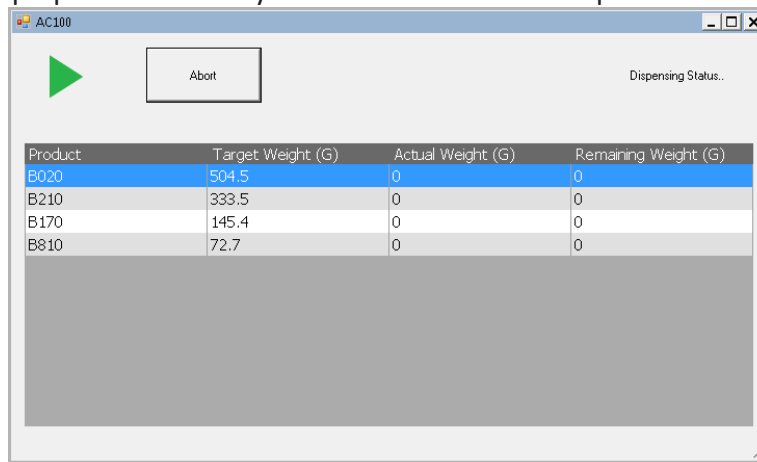 AC100
Abort
Dispensing Status..
Product Target Weight (G) Actual Weight (G) Remaining Weight (G)
B020 504.5 0 0
B210 333.5 0 0
B170 145.4 0 0
B810 72.7 0 0